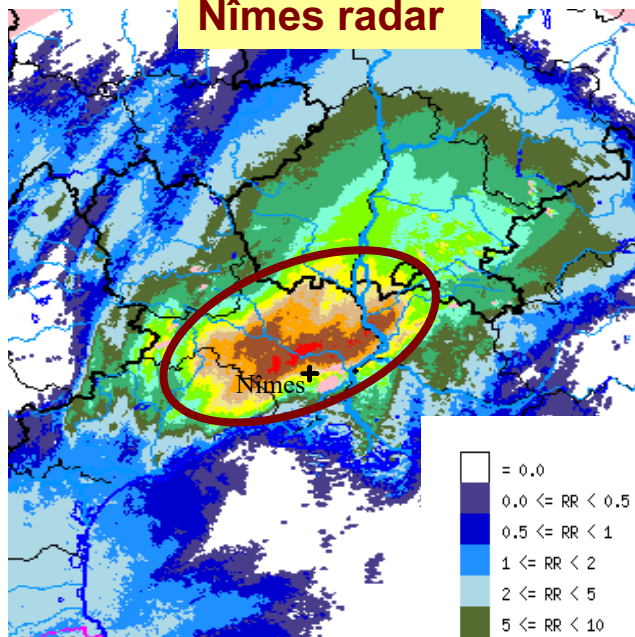 Nîmes radar
Nîmes
= 0.0
0.0 <= RR < 0.5
0.5 <= RR < 1
1 <= RR < 2
2 <= RR < 5
5 <= RR < 10